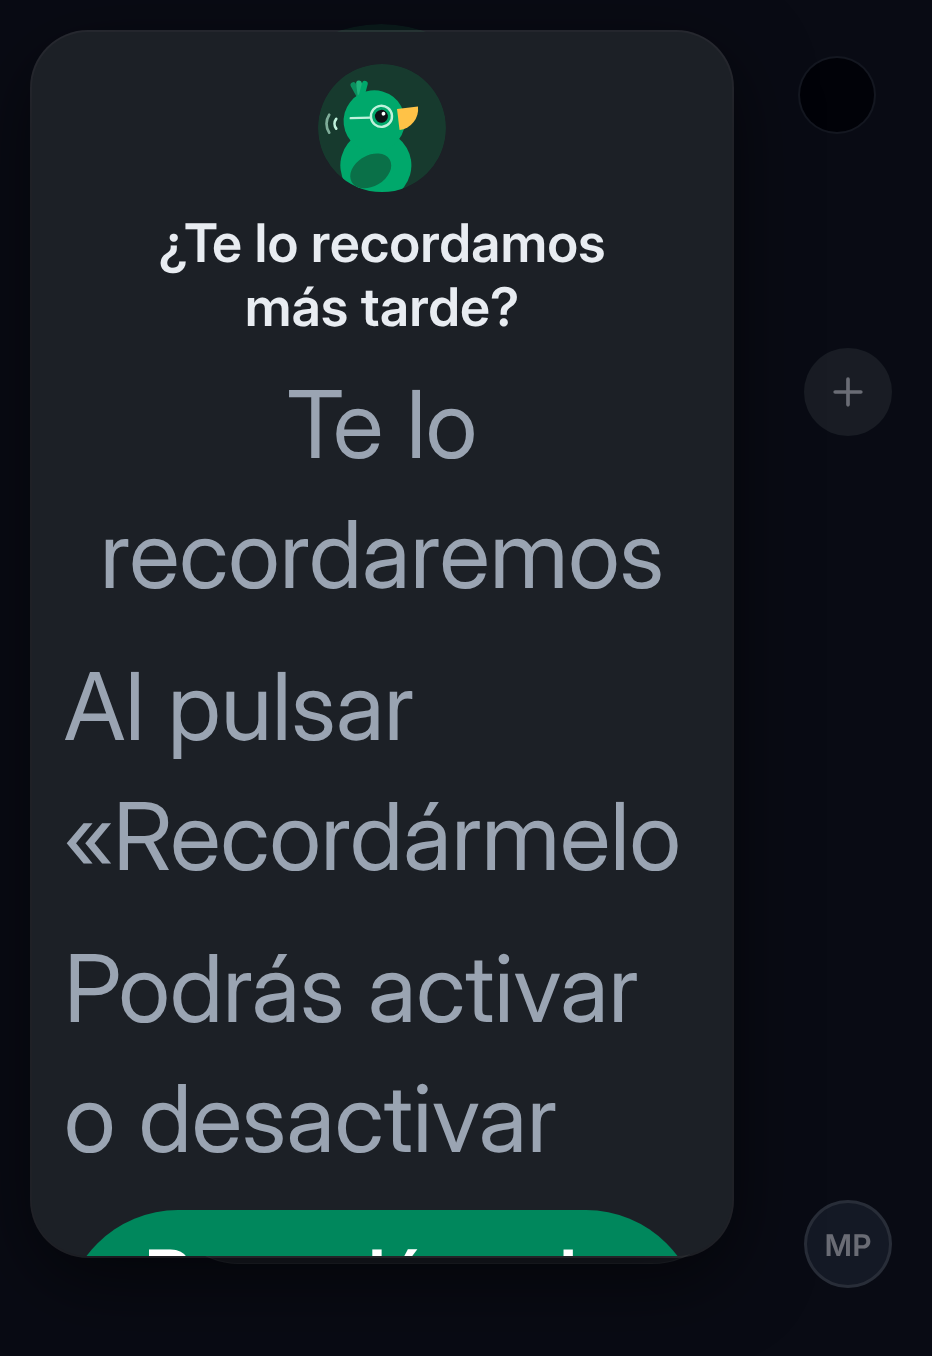 ¿Te lo recordamos
más tarde?
Te lo
recordaremos
Al pulsar
«Recordármelo
Podrás activar
o desactivar
MP